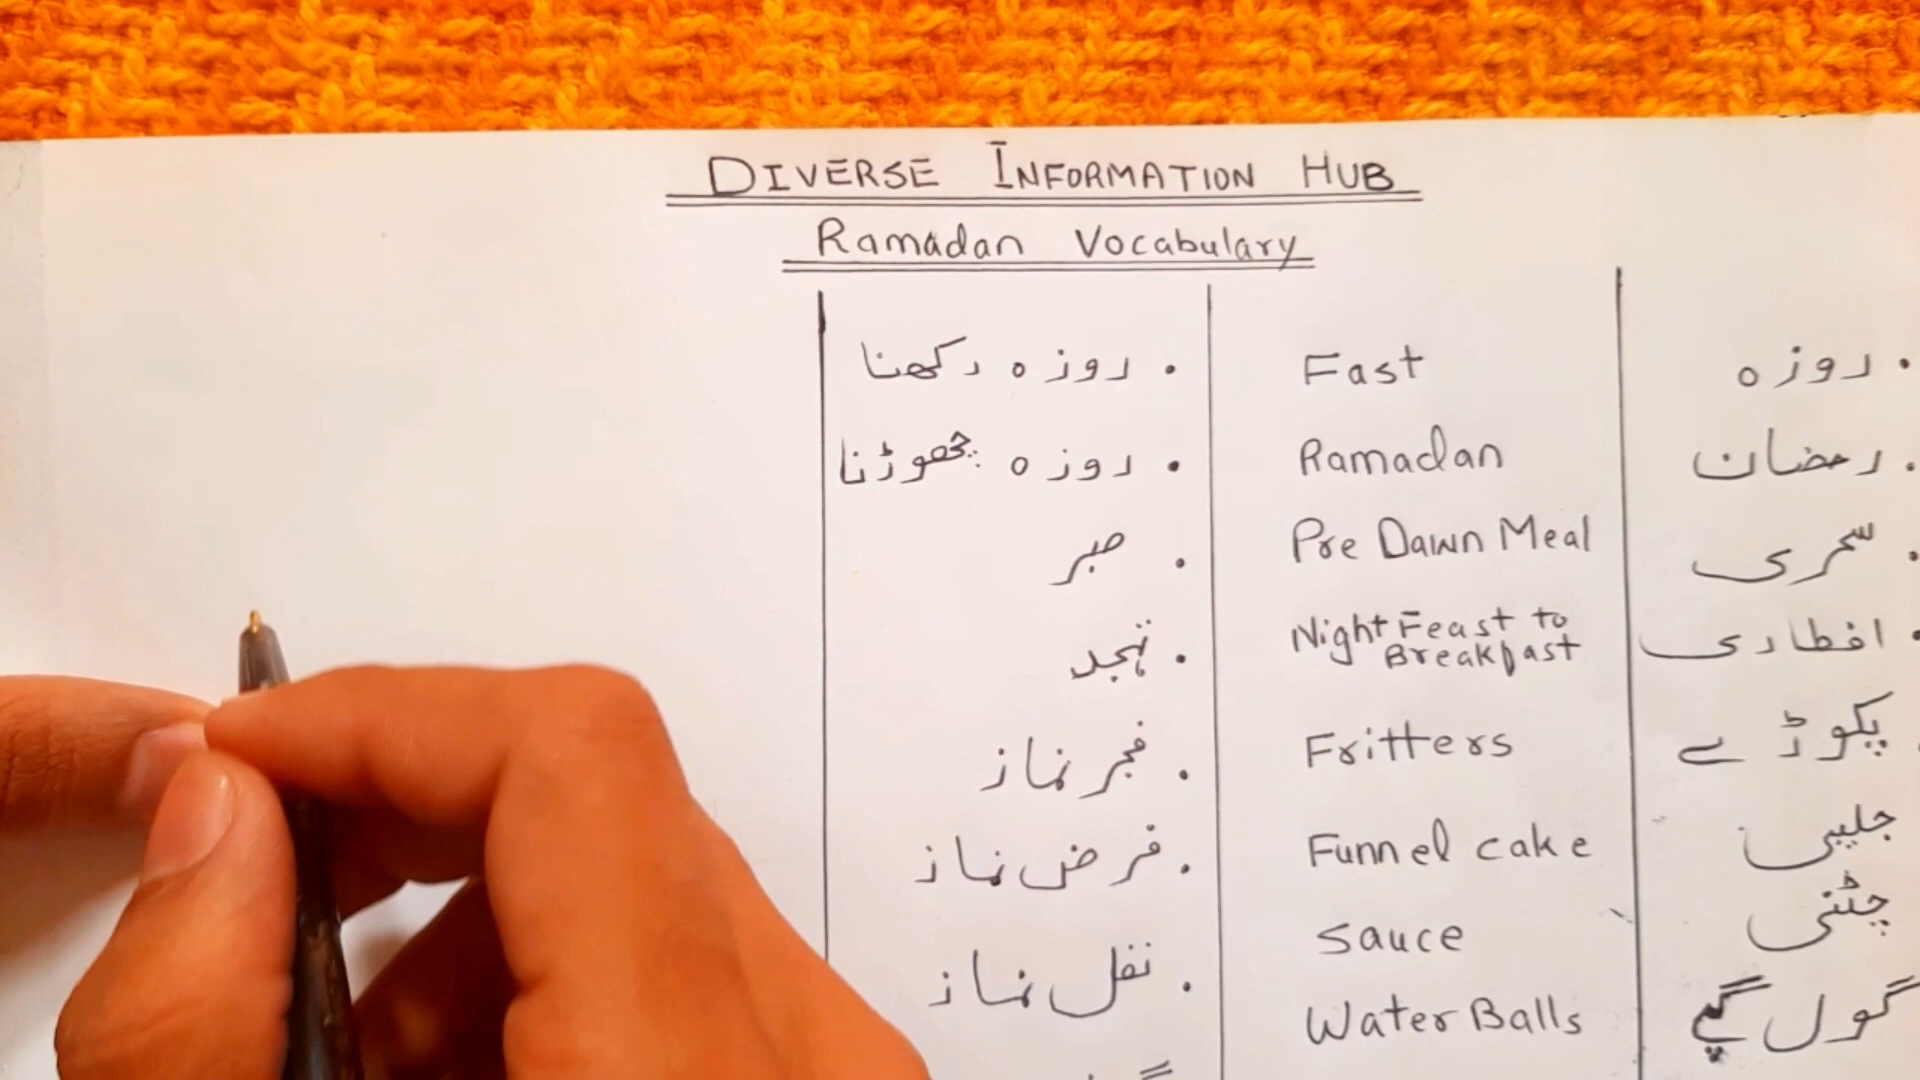 DIVERSE INFORMATION HUB
Ramadan Vocabulary
. روزہ
Fast
. روزہ رکھنا
. رمضان
Ramadan
. روزہ چھوڑنا
. سحری
Pre Dawn Meal
. صبر
. افطاری
Night Feast to
Breakfast
. تہجد
. پکوڑے
Fritters
. فجر نماز
جلیبی
Funnel cake
. فرض نماز
چٹنی
Sauce
. نفل نماز
گول گپے
Water Balls